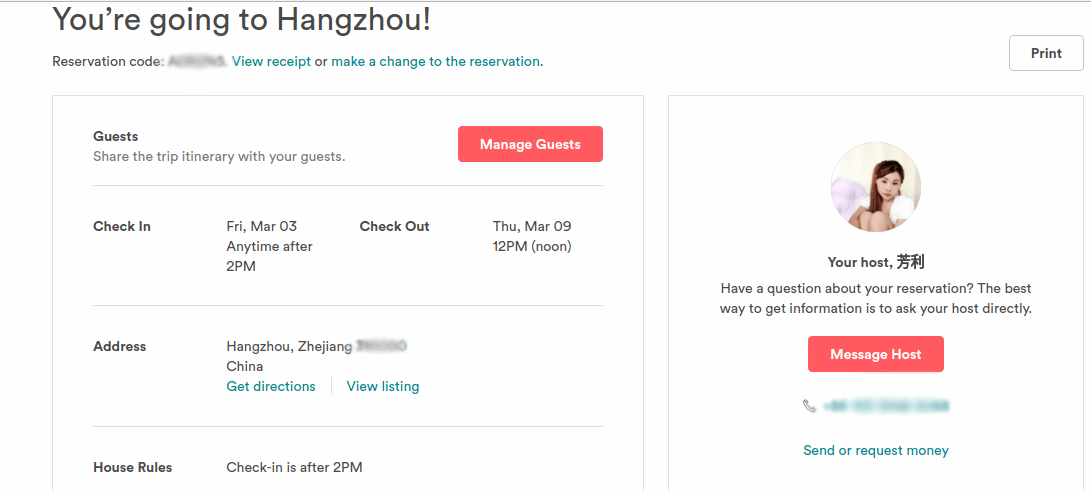 You're going to Hangzhou!
Reservation code: View receipt or make a change to the reservation.
Print
Guests
Share the trip itinerary with your guests.
Manage Guests
Check In
Fri, Mar 03
Anytime after
2PM
Check Out
Thu, Mar 09
12PM (noon)
Address
Hangzhou, Zhejiang
China
Get directions
View listing
House Rules
Check-in is after 2PM
Your host, 芳利
Have a question about your reservation? The best
way to get information is to ask your host directly.
Message Host
Send or request money